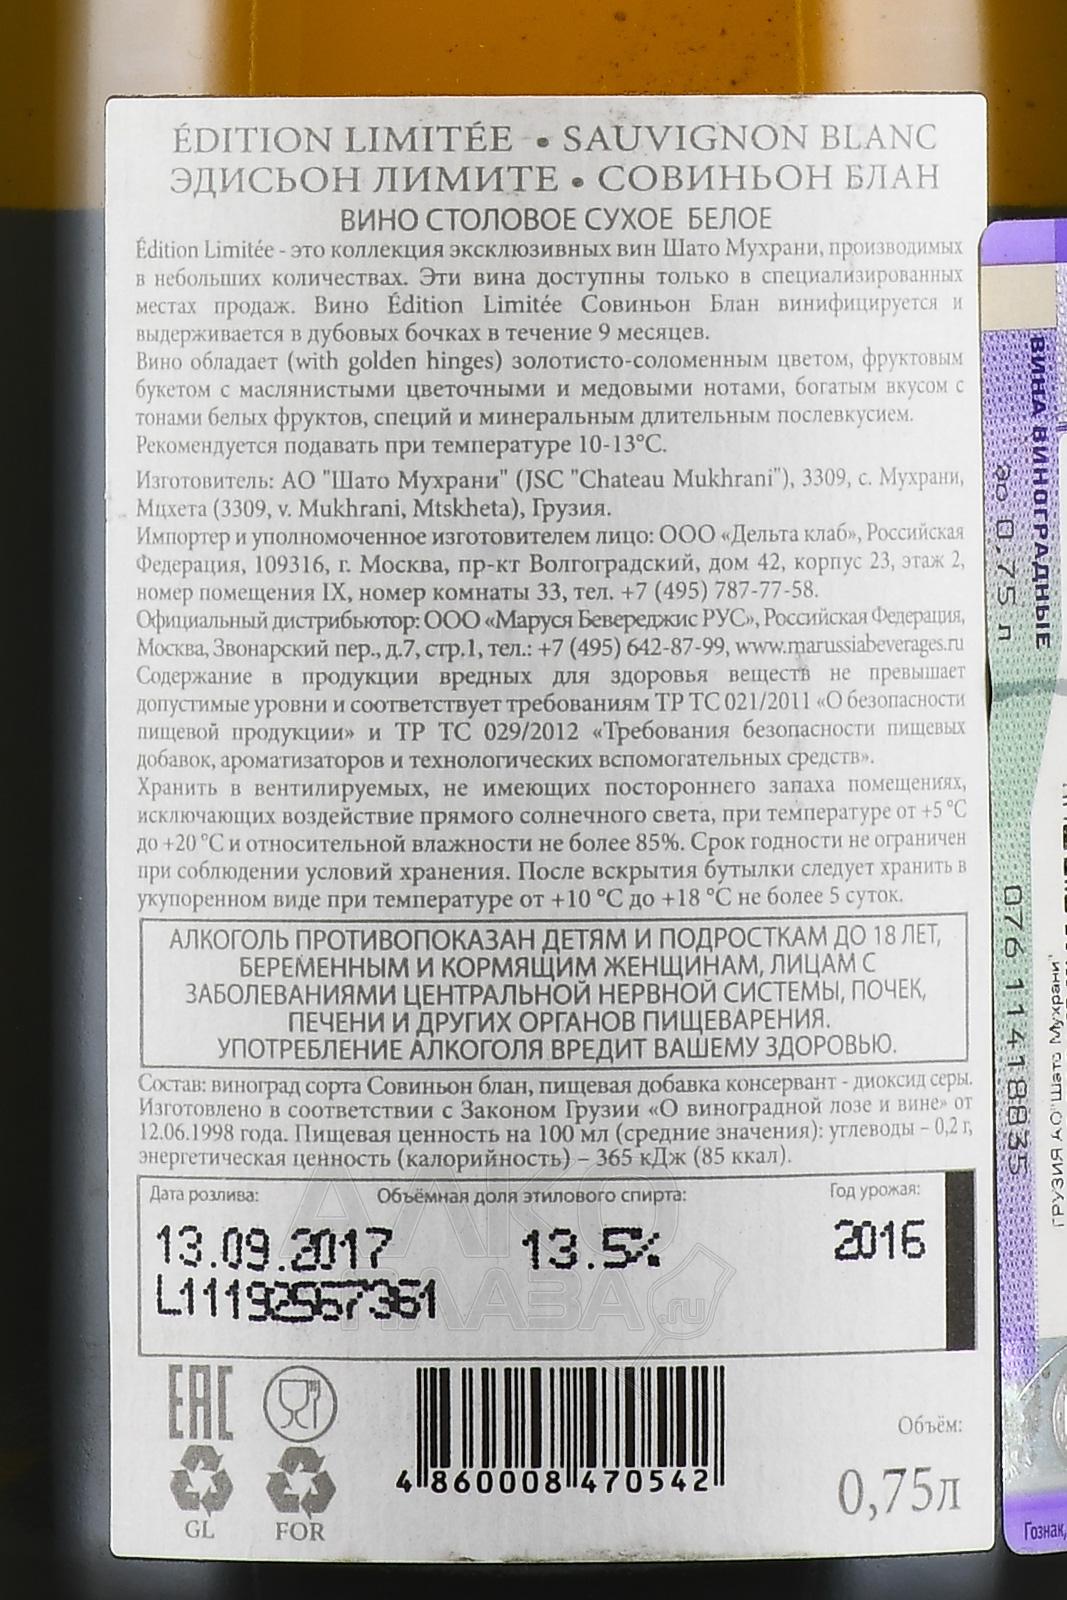 ÉDITION LIMITÉE • SAUVIGNON BLANC
ЭДИСЬОН ЛИМИТЕ • СОВИНЬОН БЛАН
ВИНО СТОЛОВОЕ СУХОЕ БЕЛОЕ
Édition Limitée - это коллекция эксклюзивных вин Шато Мухрани, производимых
в небольших количествах. Эти вина доступны только в специализированных
местах продаж. Вино Édition Limitée Совиньон Блан винифицируется и
выдерживается в дубовых бочках в течение 9 месяцев.
Вино обладает (with golden hinges) золотисто-соломенным цветом, фруктовым
букетом с маслянистыми цветочными и медовыми нотами, богатым вкусом с
тонами белых фруктов, специй и минеральным длительным послевкусием.
Рекомендуется подавать при температуре 10-13°C.
Изготовитель: АО "Шато Мухрани" (JSC "Chateau Mukhrani"), 3309, с. Мухрани,
Мцхета (3309, v. Mukhrani, Mtskheta), Грузия.
Импортер и уполномоченное изготовителем лицо: ООО «Дельта клаб», Российская
Федерация, 109316, г. Москва, пр-кт Волгоградский, дом 42, корпус 23, этаж 2,
номер помещения IX, номер комнаты 33, тел. +7 (495) 787-77-58.
Официальный дистрибьютор: ООО «Маруся Бевереджис РУС», Российская Федерация,
Москва, Звонарский пер., д.7, стр.1, тел.: +7 (495) 642-87-99, www.marussiabeverages.ru
Содержание в продукции вредных для здоровья веществ не превышает
допустимые уровни и соответствует требованиям ТР ТС 021/2011 «О безопасности
пищевой продукции» и ТР ТС 029/2012 «Требования безопасности пищевых
добавок, ароматизаторов и технологических вспомогательных средств».
Хранить в вентилируемых, не имеющих постороннего запаха помещениях,
исключающих воздействие прямого солнечного света, при температуре от +5 °C
до +20 °C и относительной влажности не более 85%. Срок годности не ограничен
при соблюдении условий хранения. После вскрытия бутылки следует хранить в
укупоренном виде при температуре от +10 °C до +18 °C не более 5 суток.
АЛКОГОЛЬ ПРОТИВОПОКАЗАН ДЕТЯМ И ПОДРОСТКАМ ДО 18 ЛЕТ,
БЕРЕМЕННЫМ И КОРМЯЩИМ ЖЕНЩИНАМ, ЛИЦАМ С
ЗАБОЛЕВАНИЯМИ ЦЕНТРАЛЬНОЙ НЕРВНОЙ СИСТЕМЫ, ПОЧЕК,
ПЕЧЕНИ И ДРУГИХ ОРГАНОВ ПИЩЕВАРЕНИЯ.
УПОТРЕБЛЕНИЕ АЛКОГОЛЯ ВРЕДИТ ВАШЕМУ ЗДОРОВЬЮ.
Состав: виноград сорта Совиньон блан, пищевая добавка консервант - диоксид серы.
Изготовлено в соответствии с Законом Грузии «О виноградной лозе и вине» от
12.06.1998 года. Пищевая ценность на 100 мл (средние значения): углеводы – 0,2 г,
энергетическая ценность (калорийность) – 365 кДж (85 ккал).
Дата розлива: Объёмная доля этилового спирта: Год урожая:
13.09.2017 13.5% 2016
L11192567361
АЛКО
ПЛАЗА.ru
EAC
GL FOR
4 860008 470542
Объём:
0,75л
ВИНА ВИНОГРАДНЫЕ
до 0,75 л
076 11418835
ГРУЗИЯ АО "Шато Мухрани"
Гознак,